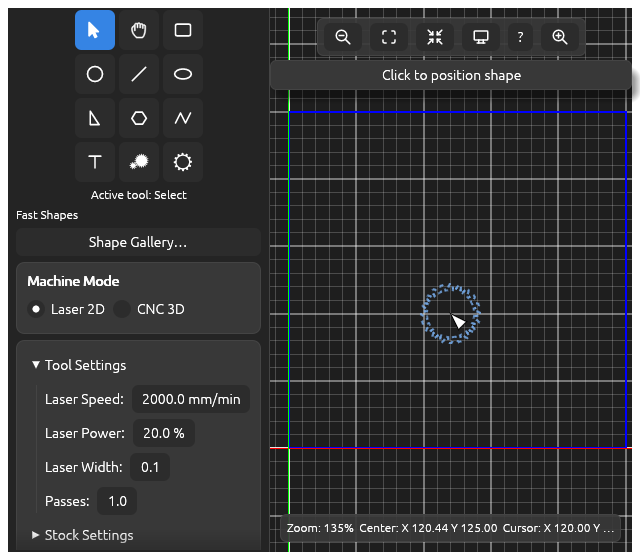 ?
Click to position shape
T
Active tool: Select
Fast Shapes
Shape Gallery...
Machine Mode
Laser 2D CNC 3D
Tool Settings
Laser Speed: 2000.0 mm/min
Laser Power: 20.0 %
Laser Width: 0.1
Passes: 1.0
Stock Settings
Zoom: 135% Center: X 120.44 Y 125.00 Cursor: X 120.00 Y ...